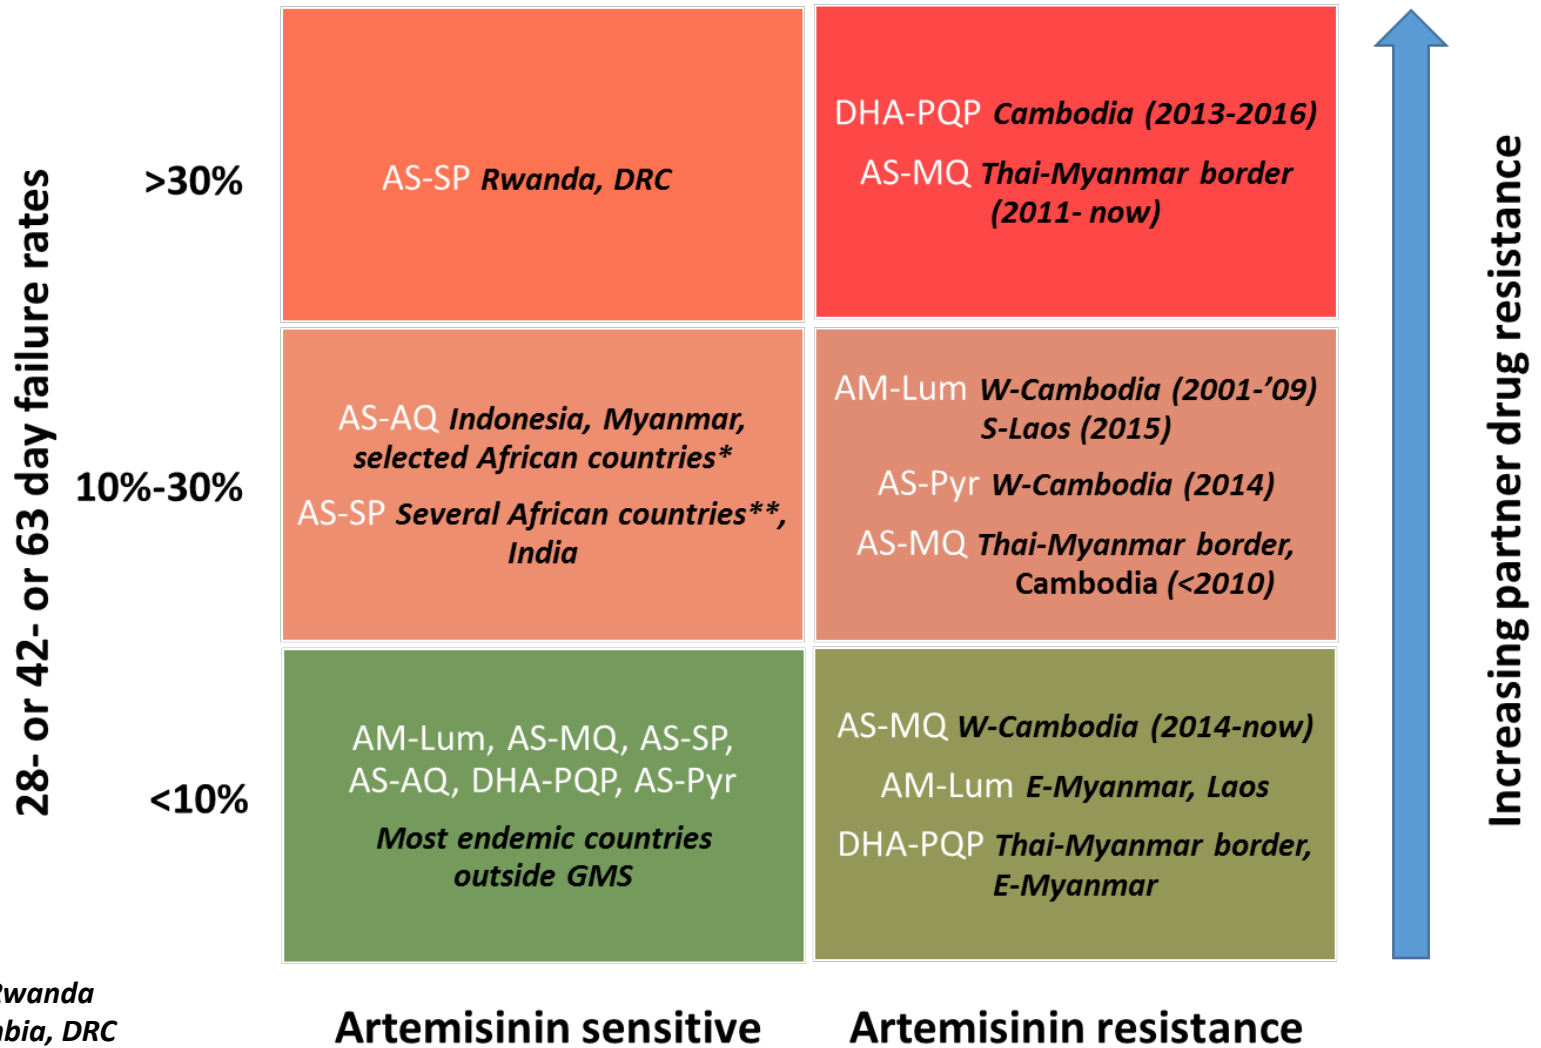 28- or 42- or 63 day failure rates
>30%
AS-SP Rwanda, DRC
DHA-PQP Cambodia (2013-2016)
AS-MQ Thai-Myanmar border
(2011- now)
10%-30%
AS-AQ Indonesia, Myanmar,
selected African countries*
AS-SP Several African countries**,
India
AM-Lum W-Cambodia (2001-’09)
S-Laos (2015)
AS-Pyr W-Cambodia (2014)
AS-MQ Thai-Myanmar border,
Cambodia (<2010)
<10%
AM-Lum, AS-MQ, AS-SP,
AS-AQ, DHA-PQP, AS-Pyr
Most endemic countries
outside GMS
AS-MQ W-Cambodia (2014-now)
AM-Lum E-Myanmar, Laos
DHA-PQP Thai-Myanmar border,
E-Myanmar
Increasing partner drug resistance
Rwanda
DRC
Artemisinin sensitive
Artemisinin resistance